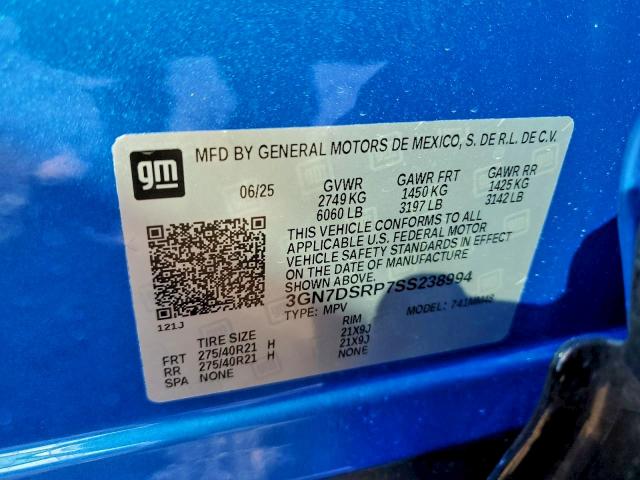 gm
MFD BY GENERAL MOTORS DE MEXICO, S. DE R.L. DE C.V.
06/25 GVWR GAWR FRT GAWR RR
2749 KG 1450 KG 1425 KG
6060 LB 3197 LB 3142 LB
THIS VEHICLE CONFORMS TO ALL
APPLICABLE U.S. FEDERAL MOTOR
VEHICLE SAFETY STANDARDS IN EFFECT
ON THE DATE OF MANUFACTURE
SHOWN ABOVE.
3GN7DSRP7SS238994
TYPE: MPV MODEL: 741MM48
121J
TIRE SIZE RIM
FRT 275/40R21 H 21X9J
RR 275/40R21 H 21X9J
SPA NONE NONE